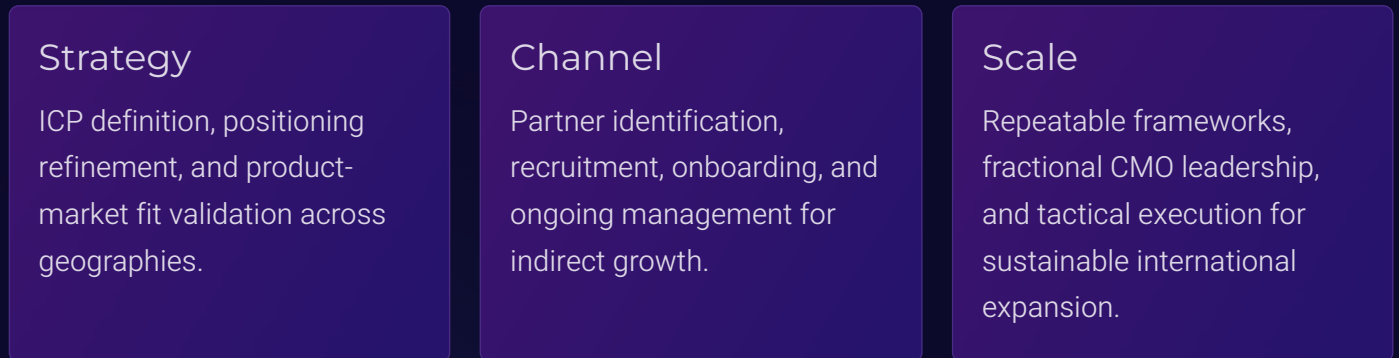 Strategy
ICP definition, positioning
refinement, and product-
market fit validation across
geographies.
Channel
Partner identification,
recruitment, onboarding, and
ongoing management for
indirect growth.
Scale
Repeatable frameworks,
fractional CMO leadership,
and tactical execution for
sustainable international
expansion.